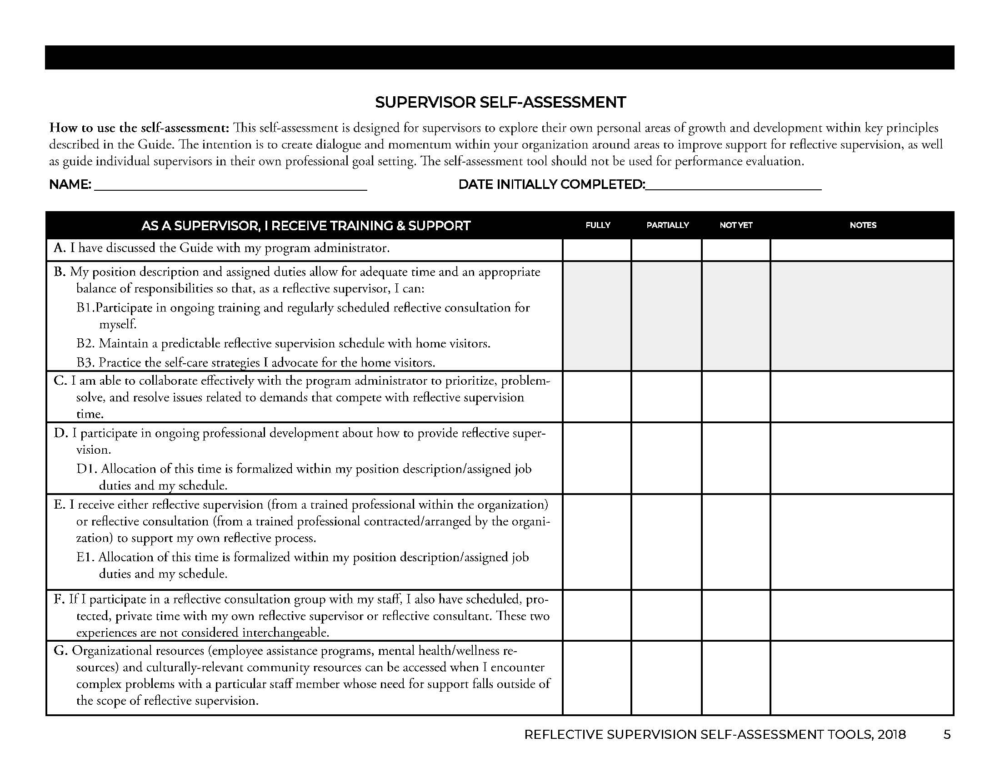 SUPERVISOR SELF-ASSESSMENT
How to use the self-assessment: This self-assessment is designed for supervisors to explore their own personal areas of growth and development within key principles
described in the Guide. The intention is to create dialogue and momentum within your organization around areas to improve support for reflective supervision, as well
as guide individual supervisors in their own professional goal setting. The self-assessment tool should not be used for performance evaluation.
NAME: DATE INITIALLY COMPLETED:
AS A SUPERVISOR, I RECEIVE TRAINING & SUPPORT FULLY PARTIALLY NOT YET NOTES
A. I have discussed the Guide with my program administrator.
B. My position description and assigned duties allow for adequate time and an appropriate
balance of responsibilities so that, as a reflective supervisor, I can:
B1.Participate in ongoing training and regularly scheduled reflective consultation for
myself.
B2. Maintain a predictable reflective supervision schedule with home visitors.
B3. Practice the self-care strategies I advocate for the home visitors.
C. I am able to collaborate effectively with the program administrator to prioritize, problem-
solve, and resolve issues related to demands that compete with reflective supervision
time.
D. I participate in ongoing professional development about how to provide reflective super-
vision.
D1. Allocation of this time is formalized within my position description/assigned job
duties and my schedule.
E. I receive either reflective supervision (from a trained professional within the organization)
or reflective consultation (from a trained professional contracted/arranged by the organi-
zation) to support my own reflective process.
E1. Allocation of this time is formalized within my position description/assigned job
duties and my schedule.
F. If I participate in a reflective consultation group with my staff, I also have scheduled, pro-
tected, private time with my own reflective supervisor or reflective consultant. These two
experiences are not considered interchangeable.
G. Organizational resources (employee assistance programs, mental health/wellness re-
sources) and culturally-relevant community resources can be accessed when I encounter
complex problems with a particular staff member whose need for support falls outside of
the scope of reflective supervision.
REFLECTIVE SUPERVISION SELF-ASSESSMENT TOOLS, 2018 5